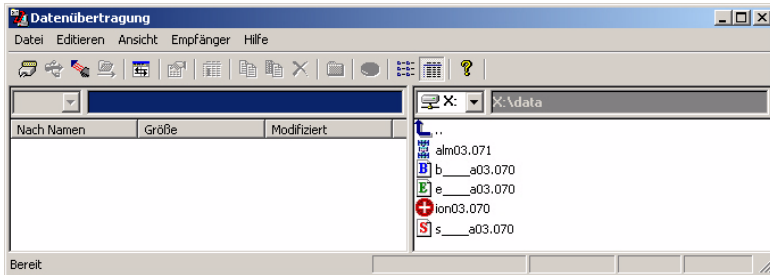 Datenübertragung
Datei Editieren Ansicht Empfänger Hilfe
X: X:\data
Nach Namen Größe Modifiziert
..
alm03.071
B b____a03.070
E e____a03.070
ion03.070
S s____a03.070
Bereit